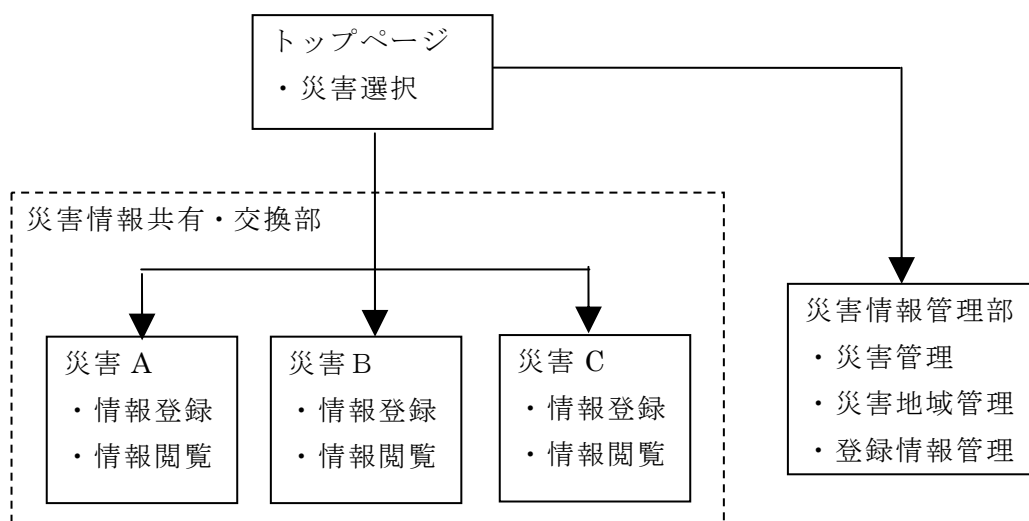 トップページ
・災害選択
災害情報共有・交換部
災害 A
・情報登録
・情報閲覧
災害 B
・情報登録
・情報閲覧
災害 C
・情報登録
・情報閲覧
災害情報管理部
・災害管理
・災害地域管理
・登録情報管理